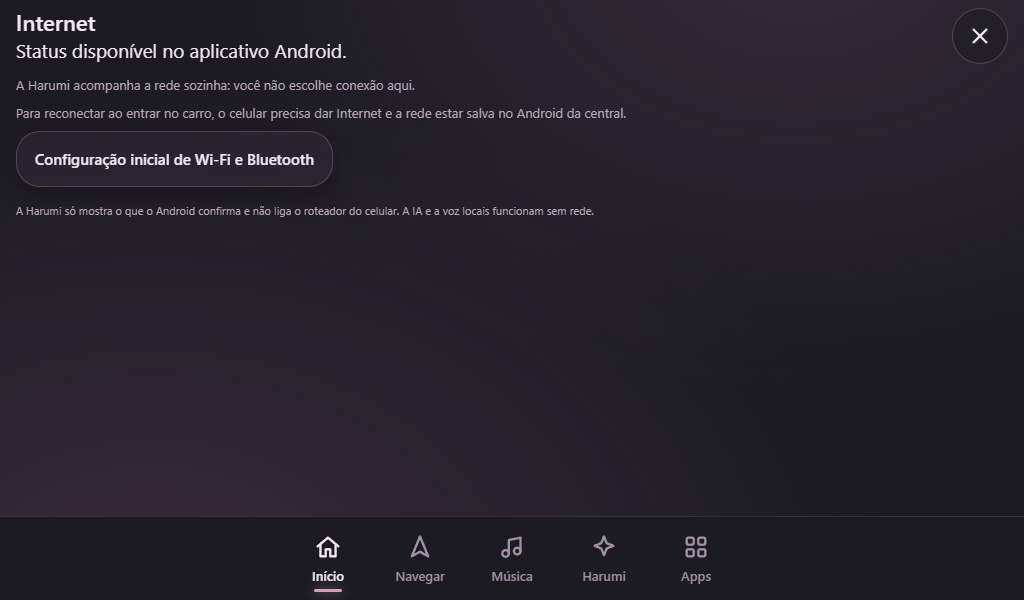 Internet
Status disponível no aplicativo Android.
A Harumi acompanha a rede sozinha: você não escolhe conexão aqui.
Para reconectar ao entrar no carro, o celular precisa dar Internet e a rede estar salva no Android da central.
Configuração inicial de Wi-Fi e Bluetooth
A Harumi só mostra o que o Android confirma e não liga o roteador do celular. A IA e a voz locais funcionam sem rede.
Início
Navegar
Música
Harumi
Apps